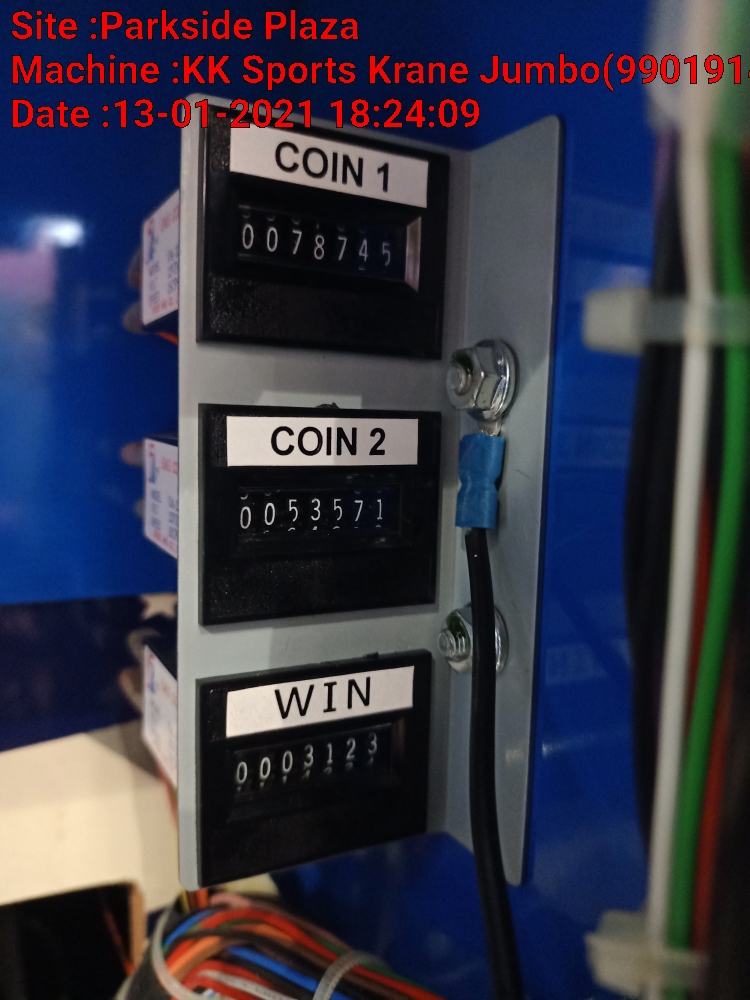 Site :Parkside Plaza
Machine :KK Sports Krane Jumbo(990191
Date :13-01-2021 18:24:09
COIN 1
0078745
COIN 2
0053571
WIN
0003123